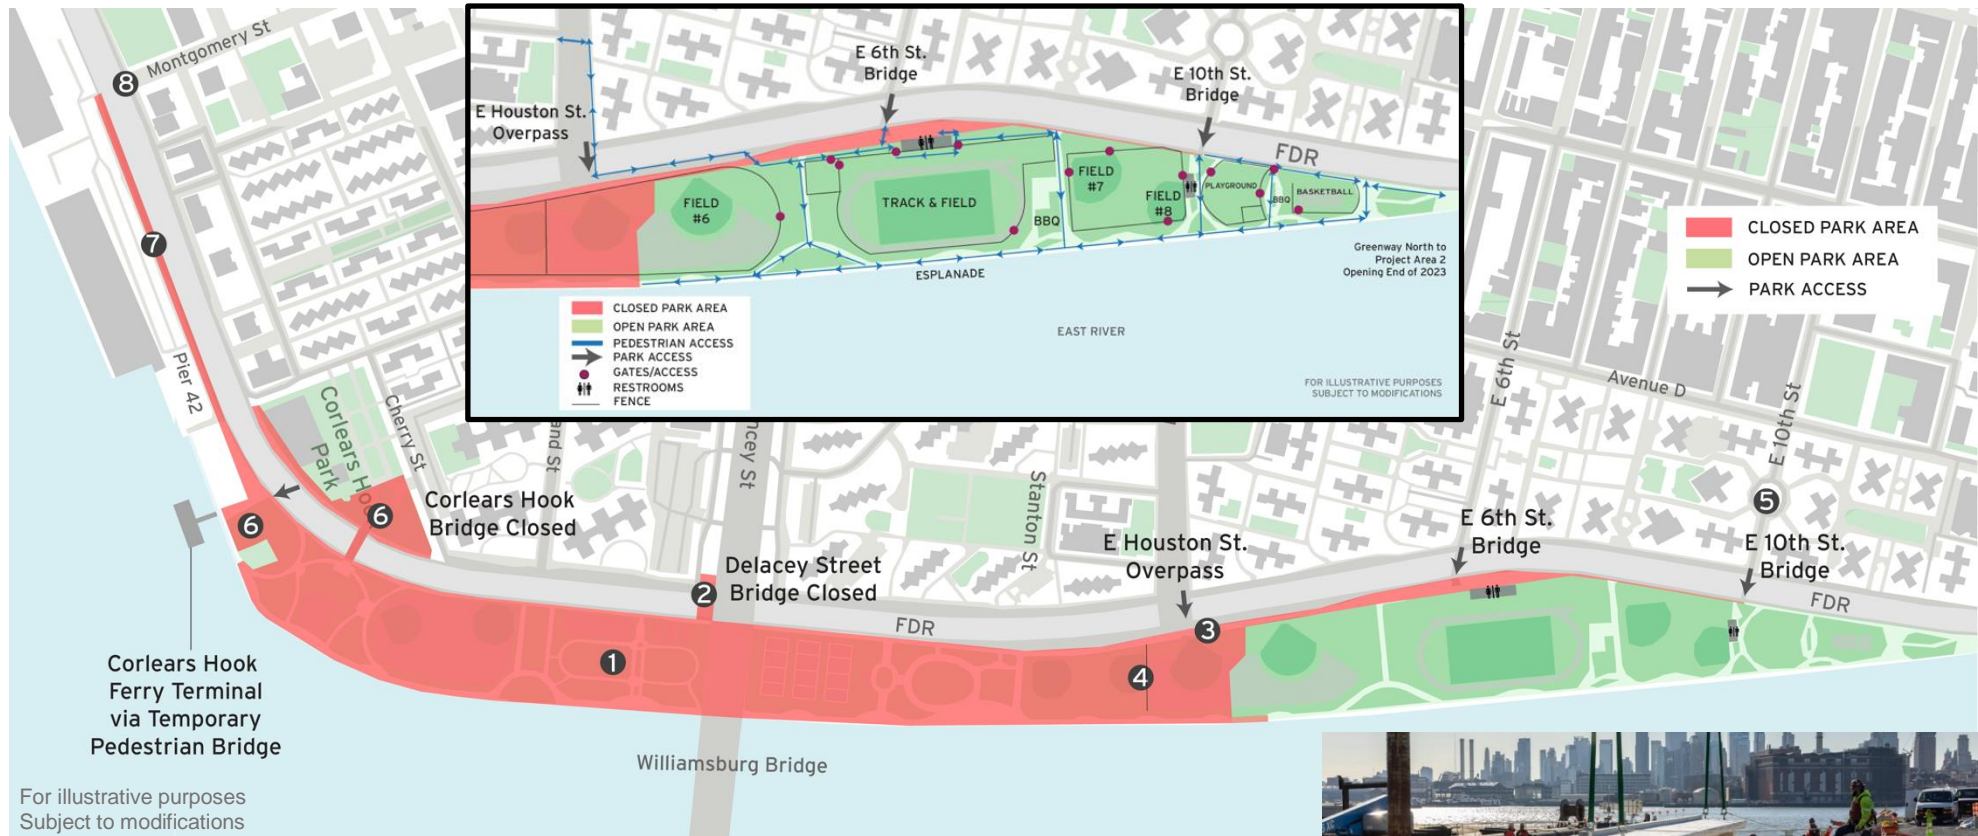 8
Montgomery St
7
Pier 42
Corlears Hook
Park
Cherry St
6
6
Corlears Hook
Bridge Closed
and St
ncey St
2
Delacey Street
Bridge Closed
1
FDR
Stanton St
E Houston St.
Overpass
3
4
E 6th St.
Bridge
E 6th St
Avenue D
E 10th St
5
E 10th St.
Bridge
FDR
Corlears Hook
Ferry Terminal
via Temporary
Pedestrian Bridge
Williamsburg Bridge
For illustrative purposes
Subject to modifications
CLOSED PARK AREA
OPEN PARK AREA
PARK ACCESS
E Houston St.
Overpass
E 6th St.
Bridge
E 10th St.
Bridge
FDR
FIELD
#6
TRACK & FIELD
BBQ
FIELD
#7
FIELD
#8
PLAYGROUND
BBQ
BASKETBALL
ESPLANADE
Greenway North to
Project Area 2
Opening End of 2023
EAST RIVER
CLOSED PARK AREA
OPEN PARK AREA
PEDESTRIAN ACCESS
PARK ACCESS
GATES/ACCESS
RESTROOMS
FENCE
FOR ILLUSTRATIVE PURPOSES
SUBJECT TO MODIFICATIONS